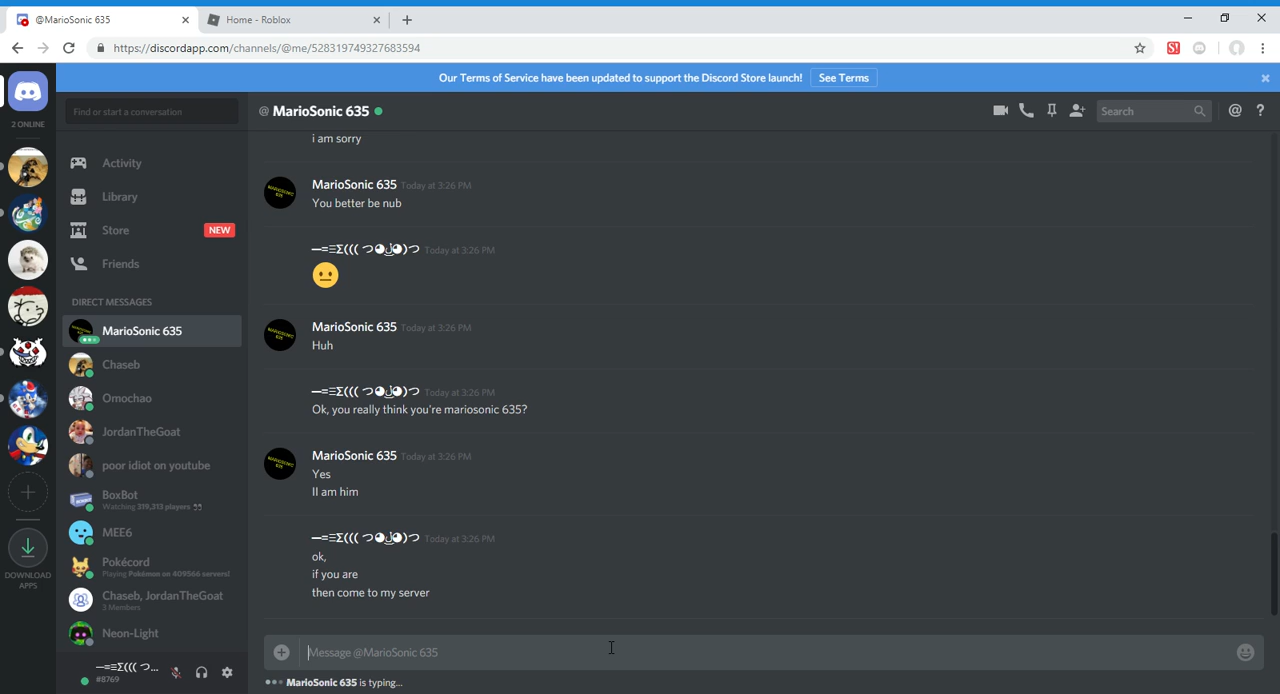 @MarioSonic 635
Home - Roblox
https://discordapp.com/channels/@me/528319749327683594
Our Terms of Service have been updated to support the Discord Store launch! See Terms
Find or start a conversation
@ MarioSonic 635
Search
2 ONLINE
Activity
Library
Store NEW
Friends
DIRECT MESSAGES
MarioSonic 635
Chaseb
Omochao
JordanTheGoat
poor idiot on youtube
BoxBot
Watching 319,313 players
MEE6
Pokécord
Playing Pokémon on 409566 servers!
Chaseb, JordanTheGoat
3 Members
Neon-Light
DOWNLOAD
APPS
—=≡Σ((( つ...
#8769
i am sorry
MarioSonic 635 Today at 3:26 PM
You better be nub
—=≡Σ((( つ◕ل͜◕)つ Today at 3:26 PM
MarioSonic 635 Today at 3:26 PM
Huh
—=≡Σ((( つ◕ل͜◕)つ Today at 3:26 PM
Ok, you really think you're mariosonic 635?
MarioSonic 635 Today at 3:26 PM
Yes
II am him
—=≡Σ((( つ◕ل͜◕)つ Today at 3:26 PM
ok,
if you are
then come to my server
Message @MarioSonic 635
MarioSonic 635 is typing...